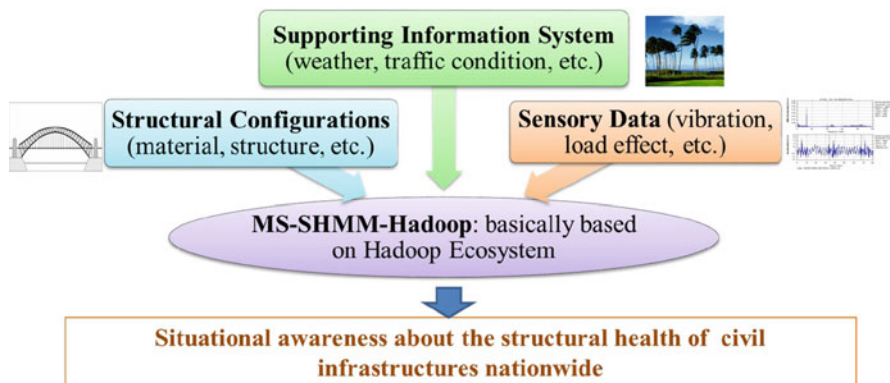 Supporting Information System
(weather, traffic condition, etc.)
Structural Configurations
(material, structure, etc.)
Sensory Data (vibration,
load effect, etc.)
MS-SHMM-Hadoop: basically based
on Hadoop Ecosystem
Situational awareness about the structural health of civil
infrastructures nationwide